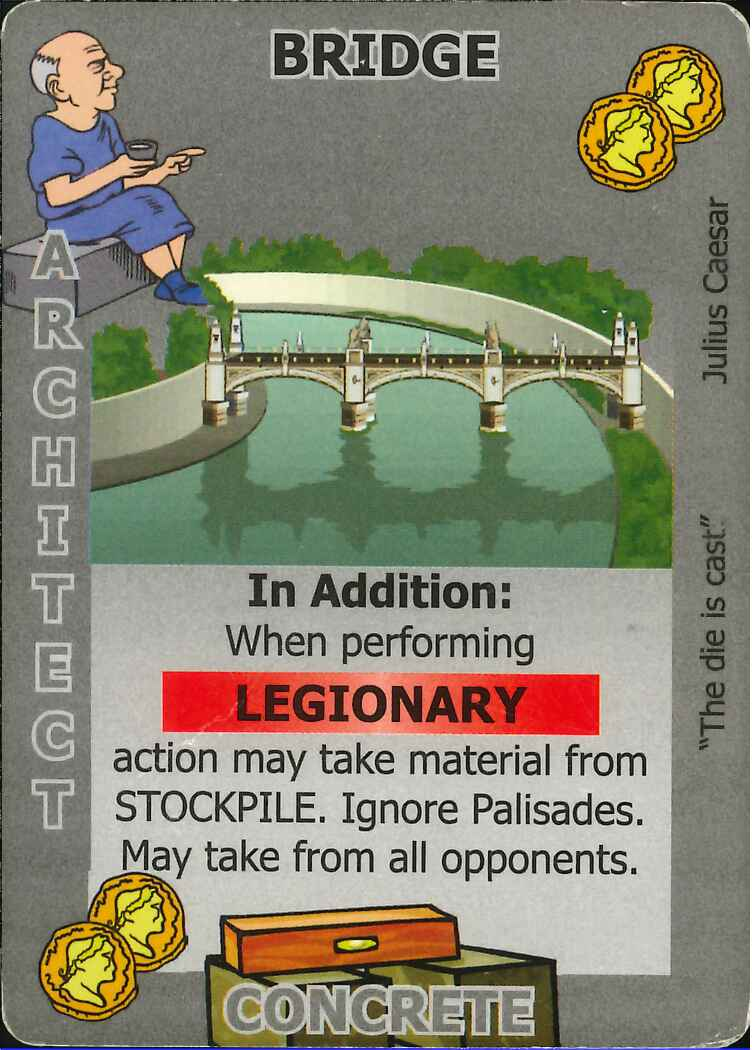 BRIDGE
ARCHITECT
Julius Caesar
"The die is cast"
In Addition:
When performing
LEGIONARY
action may take material from
STOCKPILE. Ignore Palisades.
May take from all opponents.
CONCRETE